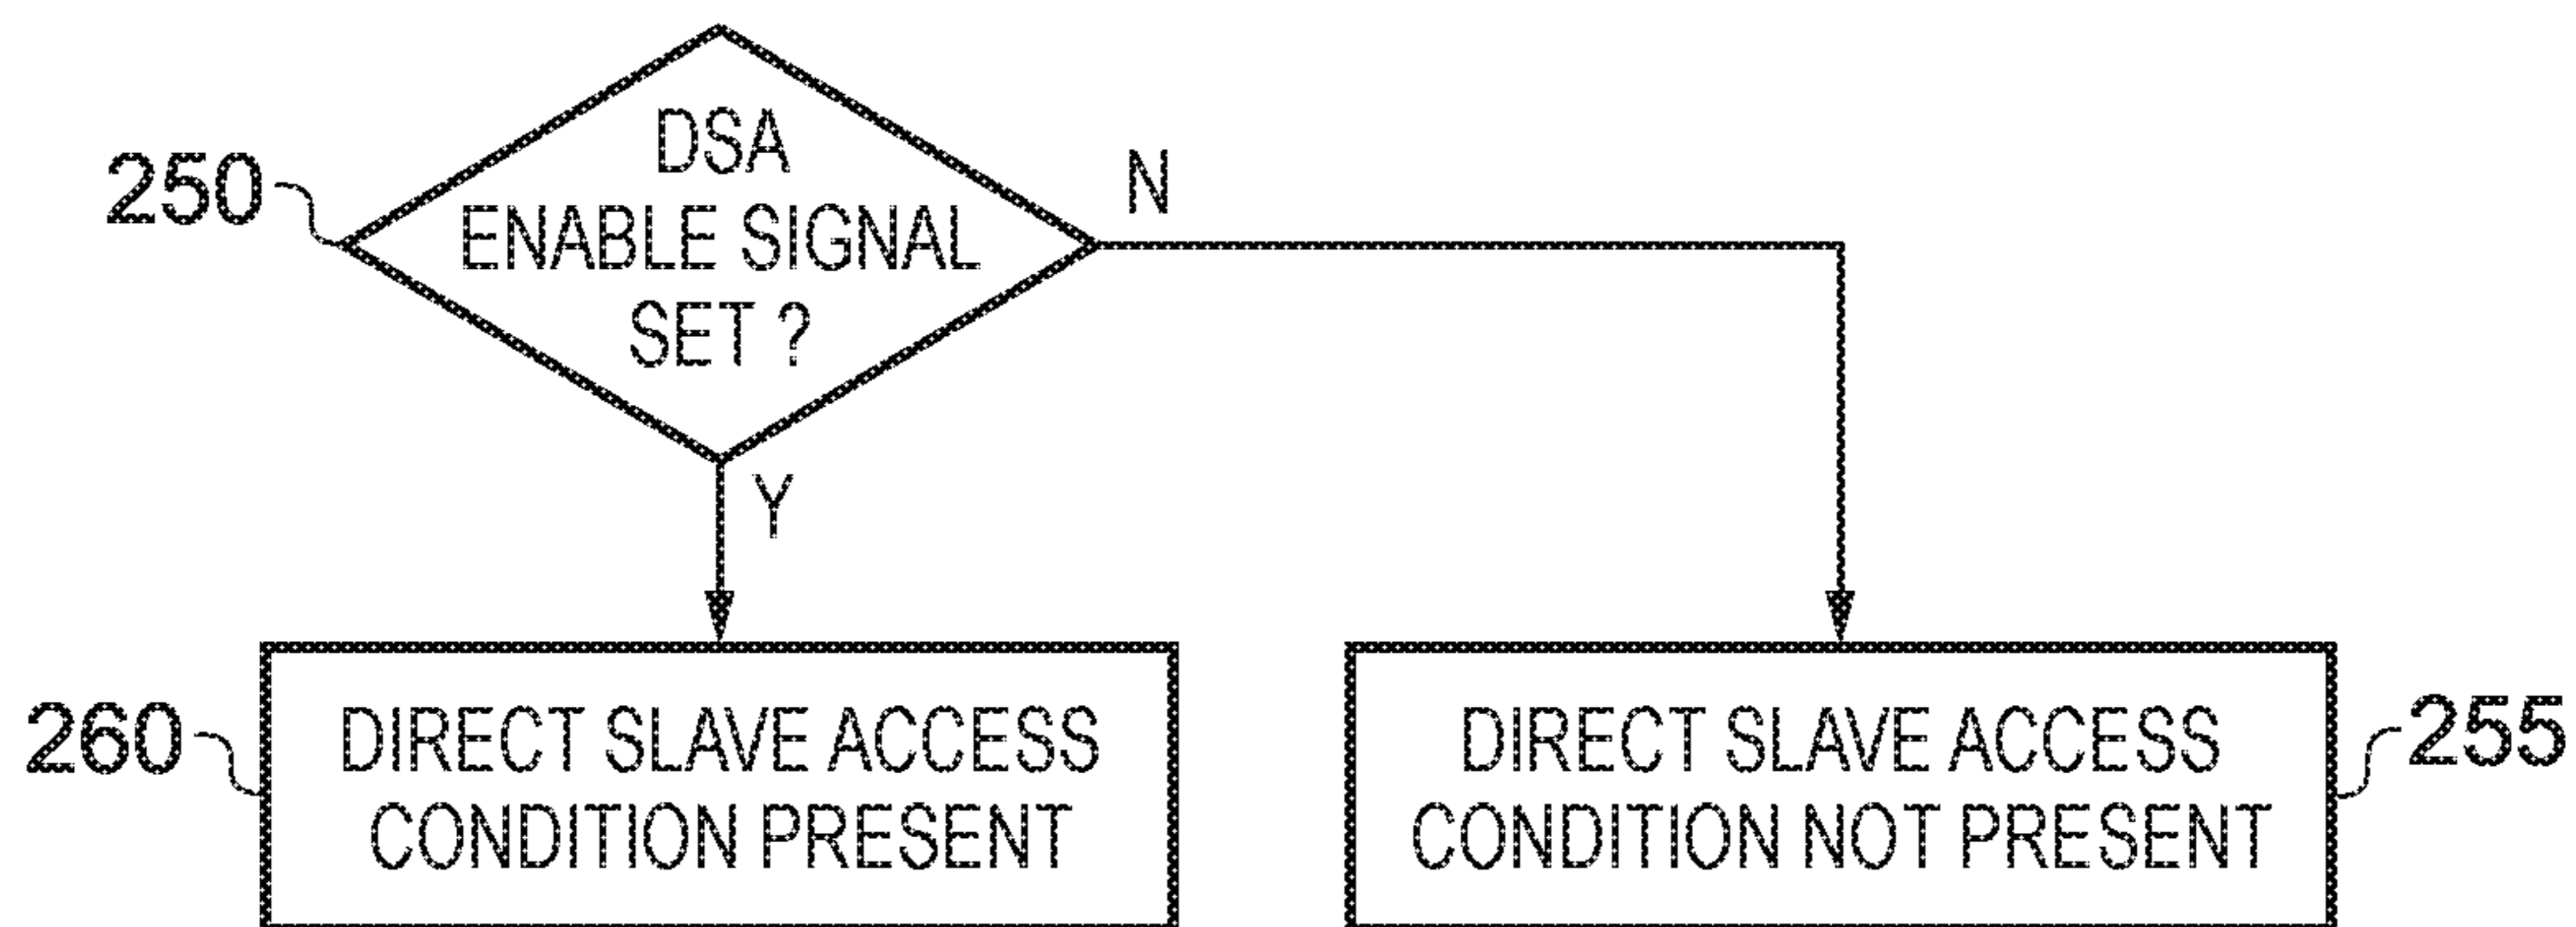 DSA
250
ENABLE SIGNAL
SET ?
N
Y
260
DIRECT SLAVE ACCESS
CONDITION PRESENT
DIRECT SLAVE ACCESS
CONDITION NOT PRESENT
255